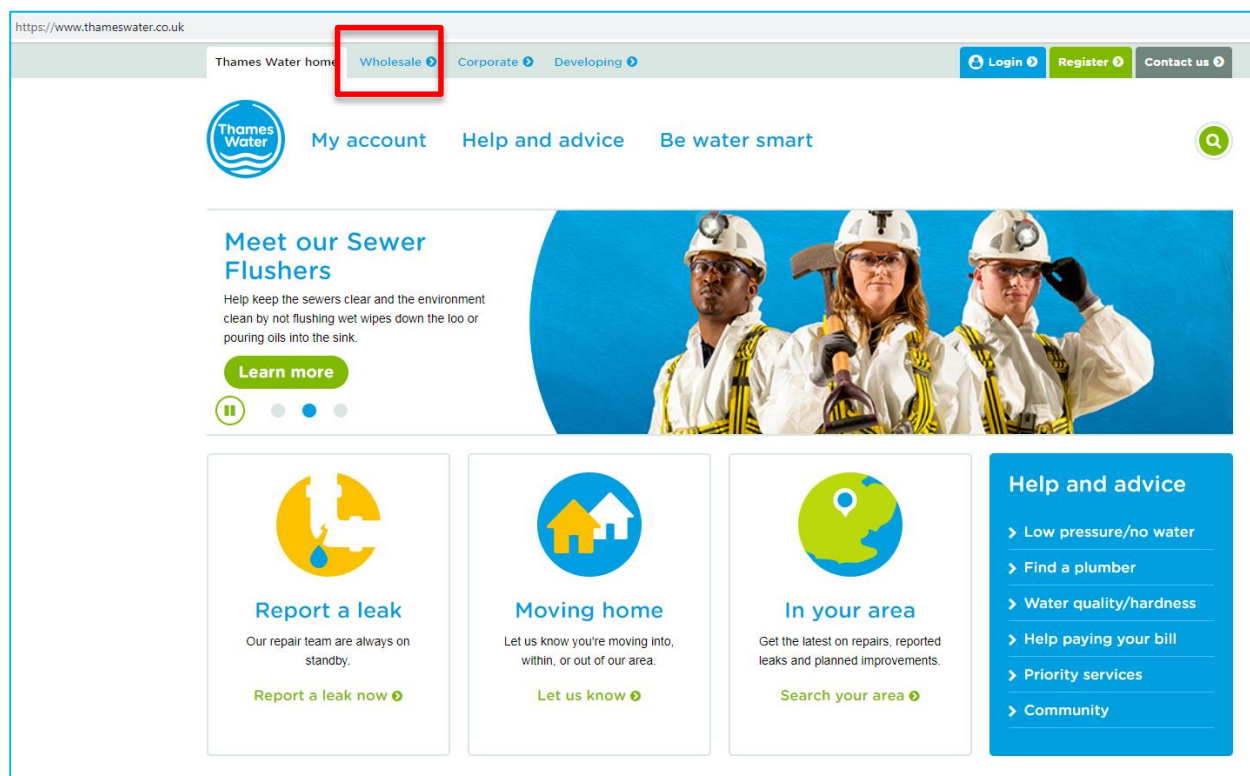 https://www.thameswater.co.uk
Thames Water home Wholesale Corporate Developing Login Register Contact us
Thames Water
My account Help and advice Be water smart
Meet our Sewer
Flushers
Help keep the sewers clear and the environment
clean by not flushing wet wipes down the loo or
pouring oils into the sink.
Learn more
Report a leak
Our repair team are always on
standby.
Report a leak now
Moving home
Let us know you're moving into,
within, or out of our area.
Let us know
In your area
Get the latest on repairs, reported
leaks and planned improvements.
Search your area
Help and advice
Low pressure/no water
Find a plumber
Water quality/hardness
Help paying your bill
Priority services
Community